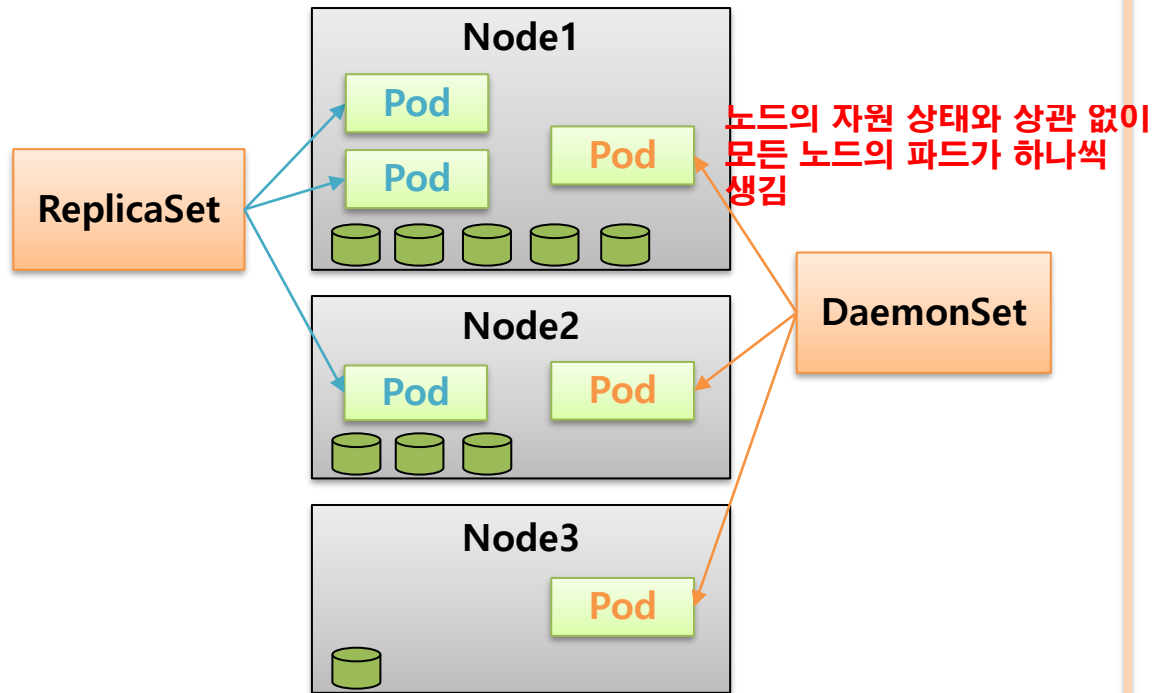 Node1
Pod
Pod
Pod
노드의 자원 상태와 상관 없이
모든 노드의 파드가 하나씩
생김
ReplicaSet
DaemonSet
Node2
Pod
Pod
Node3
Pod